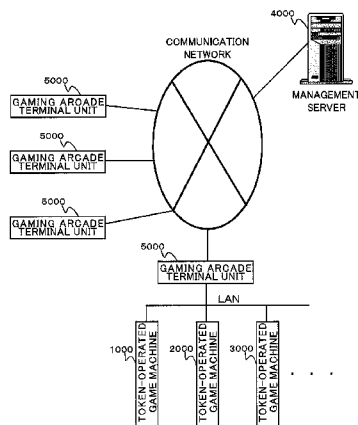 4000
COMMUNICATION
NETWORK
MANAGEMENT
SERVER
5000
GAMING ARCADE
TERMINAL UNIT
5000
GAMING ARCADE
TERMINAL UNIT
5000
GAMING ARCADE
TERMINAL UNIT
5000
GAMING ARCADE
TERMINAL UNIT
LAN
1000
TOKEN-OPERATED
GAME MACHINE
2000
TOKEN-OPERATED
GAME MACHINE
3000
TOKEN-OPERATED
GAME MACHINE
. . . .